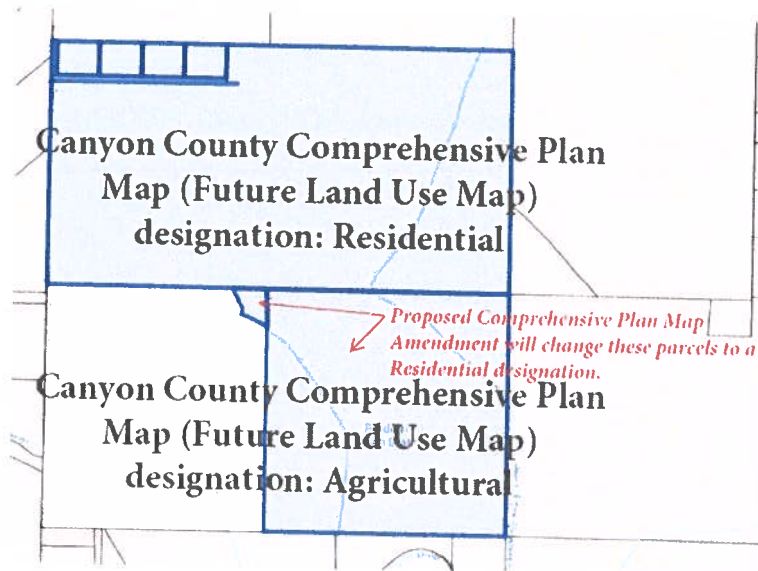 Canyon County Comprehensive Plan
Map (Future Land Use Map)
designation: Residential
Proposed Comprehensive Plan Map
Amendment will change these parcels to a
Residential designation.
Canyon County Comprehensive Plan
Map (Future Land Use Map)
designation: Agricultural